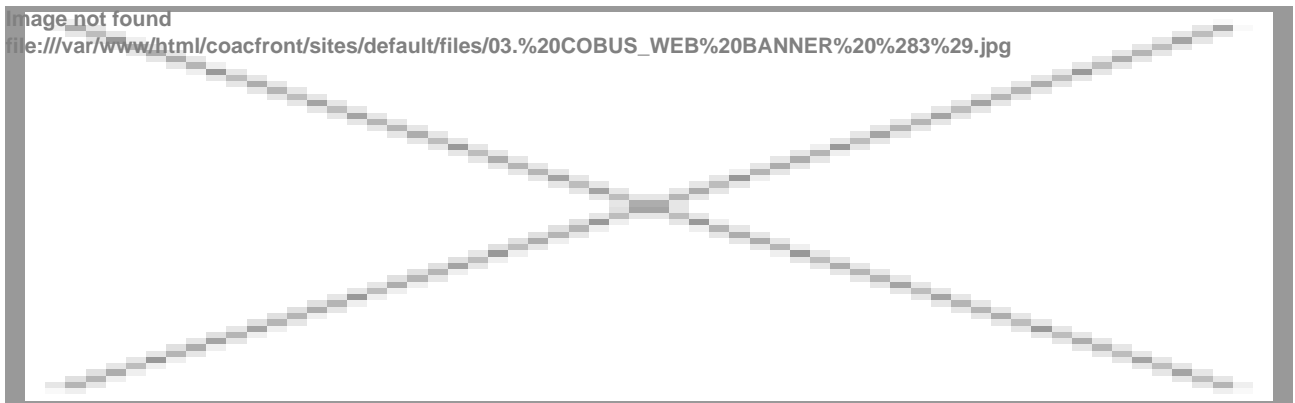 Image not found
file:///var/www/html/coacfront/sites/default/files/03.%20COBUS_WEB%20BANNER%20%283%29.jpg